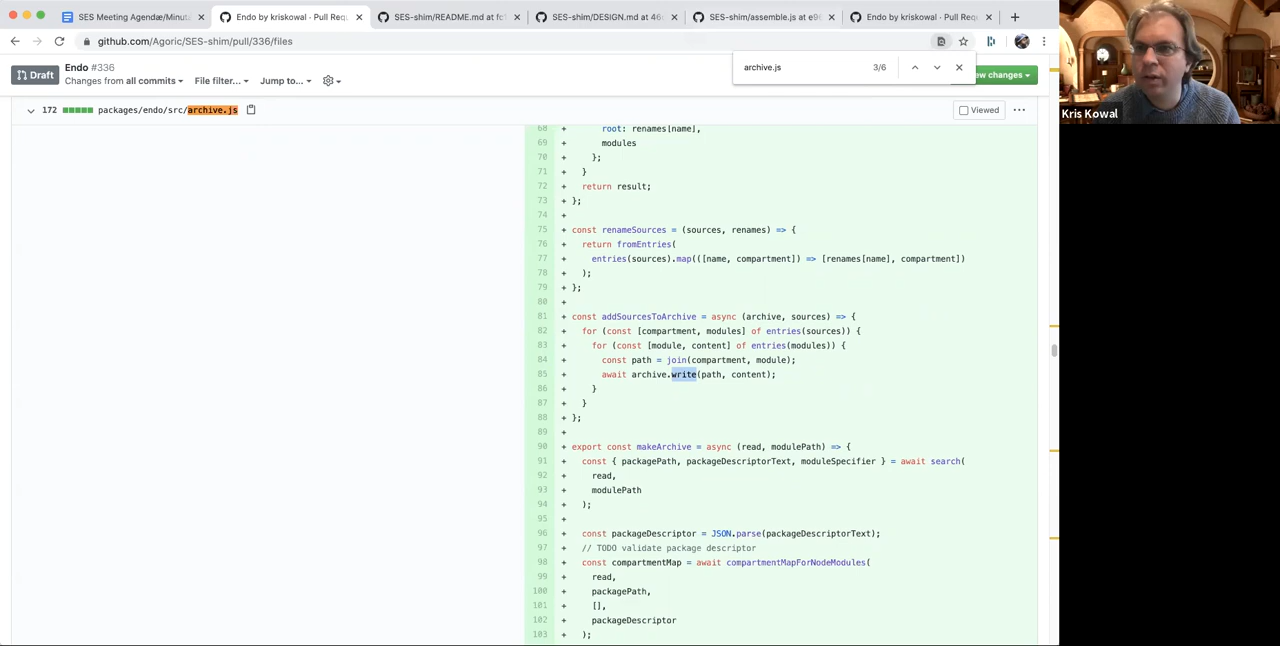 SES Meeting Agendæ/Minuta
Endo by kriskowal · Pull Requ
SES-shim/README.md at fc1
SES-shim/DESIGN.md at 46c
SES-shim/assemble.js at e96
Endo by kriskowal · Pull Requ
github.com/Agoric/SES-shim/pull/336/files
archive.js
3/6
Draft
Endo #336
Changes from all commits
File filter...
Jump to...
ew changes
172
packages/endo/src/archive.js
Viewed
68 + root: renames[name],
69 + modules
70 + };
71 + }
72 + return result;
73 + };
74 +
75 + const renameSources = (sources, renames) => {
76 + return fromEntries(
77 + entries(sources).map(([name, compartment]) => [renames[name], compartment])
78 + );
79 + };
80 +
81 + const addSourcesToArchive = async (archive, sources) => {
82 + for (const [compartment, modules] of entries(sources)) {
83 + for (const [module, content] of entries(modules)) {
84 + const path = join(compartment, module);
85 + await archive.write(path, content);
86 + }
87 + }
88 + };
89 +
90 + export const makeArchive = async (read, modulePath) => {
91 + const { packagePath, packageDescriptorText, moduleSpecifier } = await search(
92 + read,
93 + modulePath
94 + );
95 +
96 + const packageDescriptor = JSON.parse(packageDescriptorText);
97 + // TODO validate package descriptor
98 + const compartmentMap = await compartmentMapForNodeModules(
99 + read,
100 + packagePath,
101 + [],
102 + packageDescriptor
103 + );
Kris Kowal